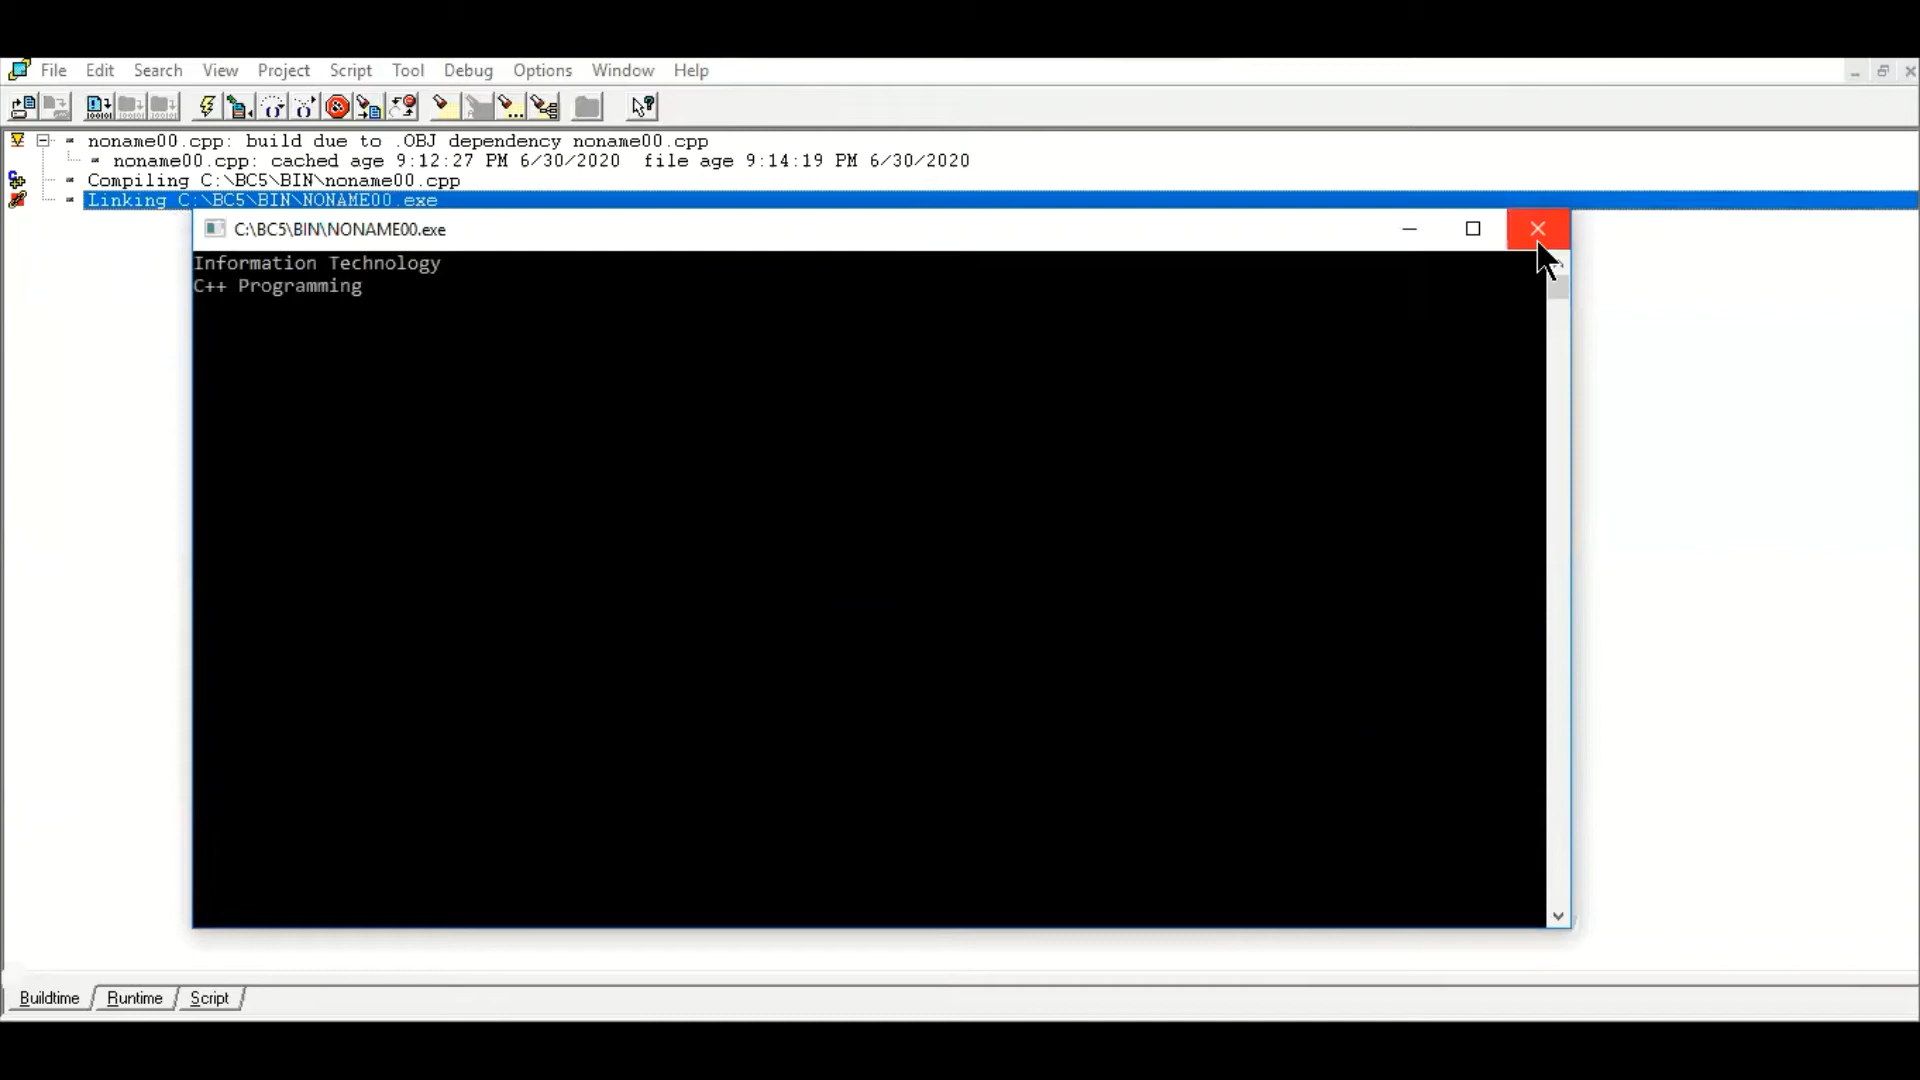 File Edit Search View Project Script Tool Debug Options Window Help
noname00.cpp: build due to .OBJ dependency noname00.cpp
noname00.cpp: cached age 9:12:27 PM 6/30/2020  file age 9:14:19 PM 6/30/2020
Compiling C:\BC5\BIN\noname00.cpp
Linking C:\BC5\BIN\NONAME00.exe
C:\BC5\BIN\NONAME00.exe
Information Technology
C++ Programming
Buildtime Runtime Script